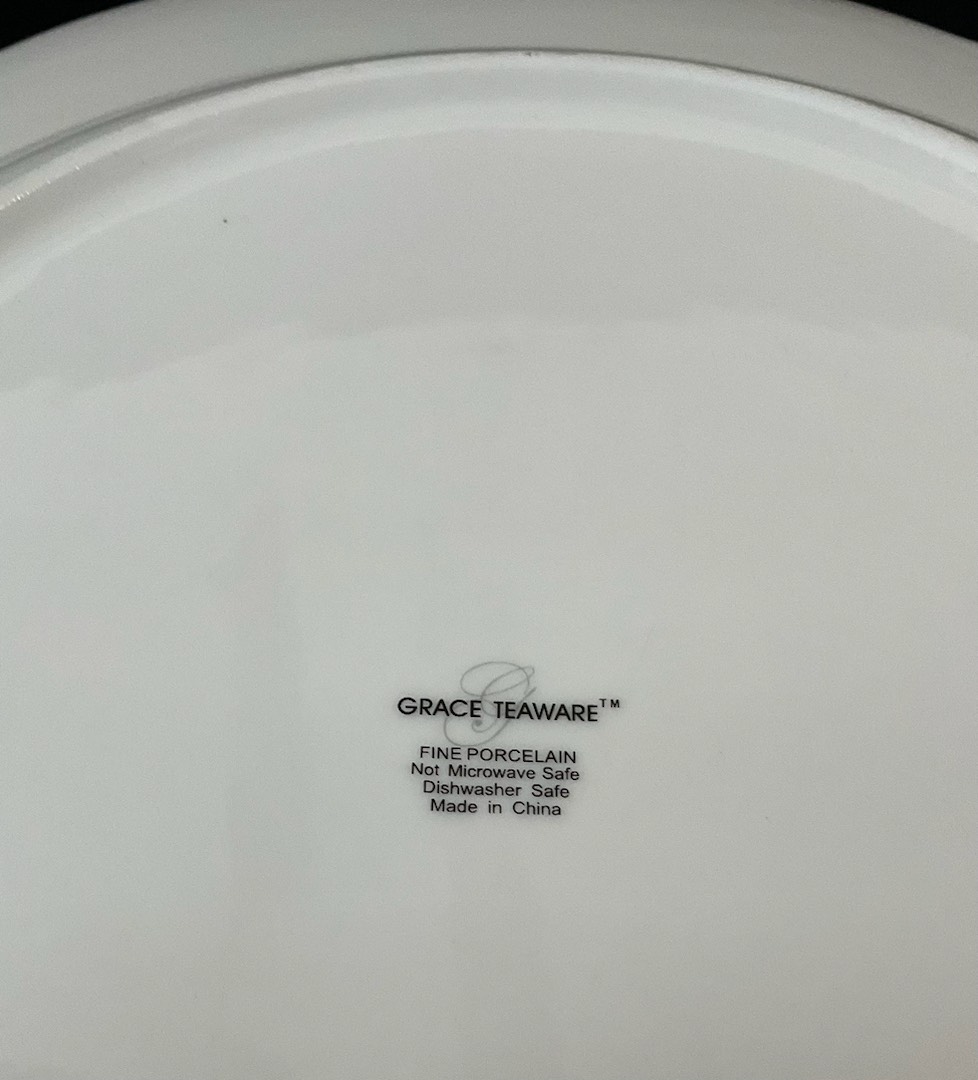 G
GRACE TEAWARE™
FINE PORCELAIN
Not Microwave Safe
Dishwasher Safe
Made in China